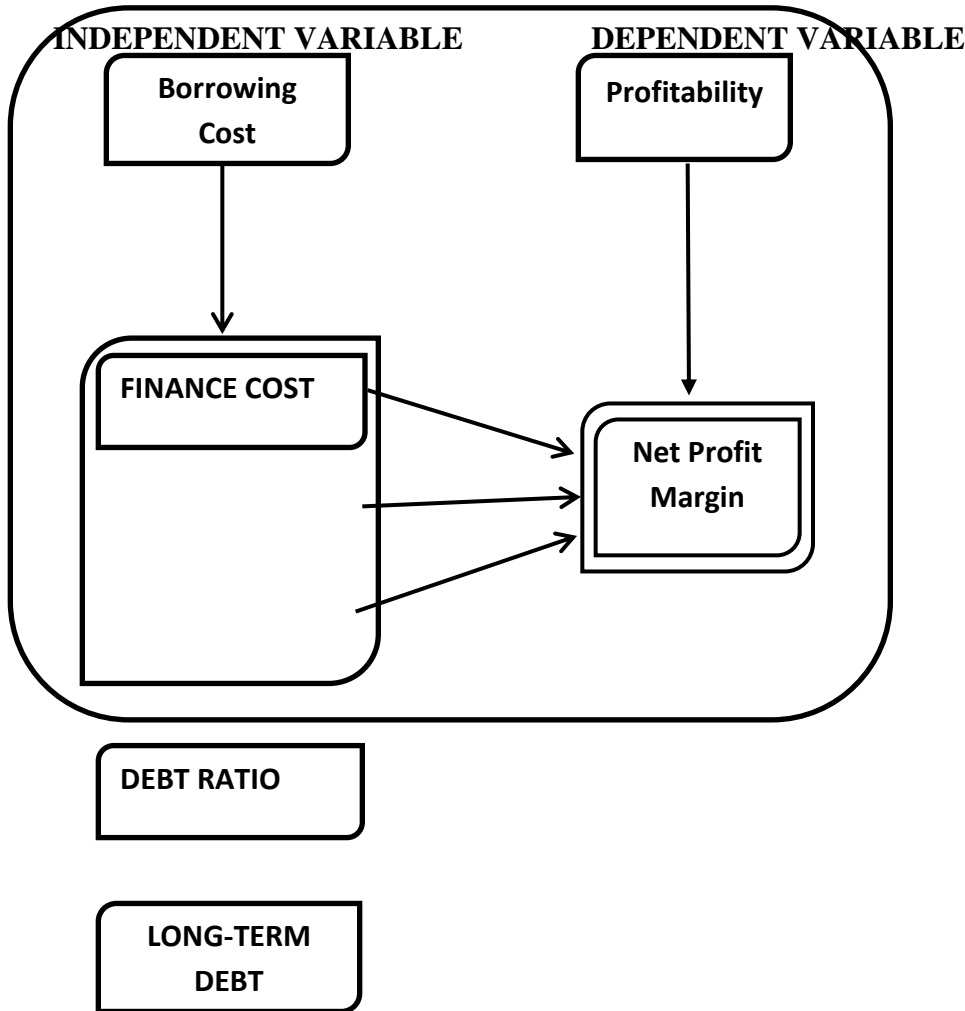 INDEPENDENT VARIABLE DEPENDENT VARIABLE
Borrowing
Cost
Profitability
FINANCE COST
Net Profit
Margin
DEBT RATIO
LONG-TERM
DEBT